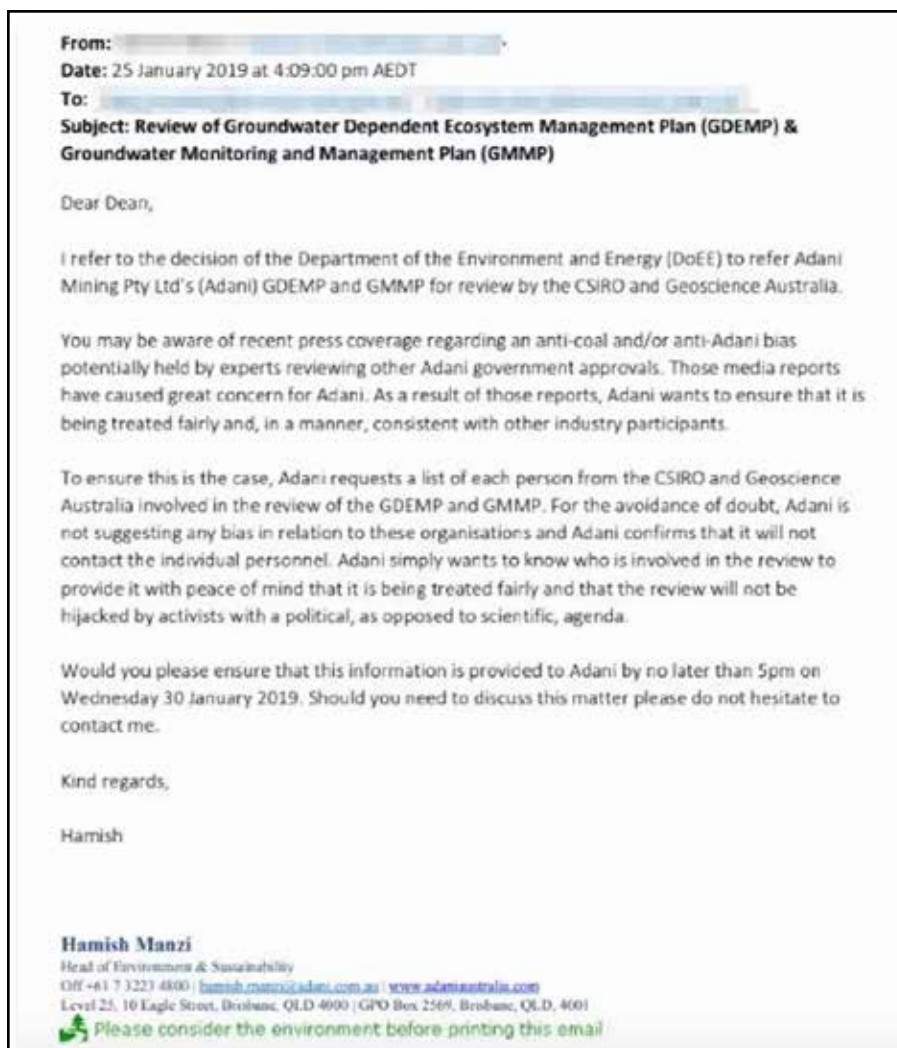 From:
Date: 25 January 2019 at 4:09:00 pm AEDT
To:
Subject: Review of Groundwater Dependent Ecosystem Management Plan (GDEMP) &
Groundwater Monitoring and Management Plan (GMMP)
Dear Dean,
I refer to the decision of the Department of the Environment and Energy (DoEE) to refer Adani
Mining Pty Ltd's (Adani) GDEMP and GMMP for review by the CSIRO and Geoscience Australia.
You may be aware of recent press coverage regarding an anti-coal and/or anti-Adani bias
potentially held by experts reviewing other Adani government approvals. Those media reports
have caused great concern for Adani. As a result of those reports, Adani wants to ensure that it is
being treated fairly and, in a manner, consistent with other industry participants.
To ensure this is the case, Adani requests a list of each person from the CSIRO and Geoscience
Australia involved in the review of the GDEMP and GMMP. For the avoidance of doubt, Adani is
not suggesting any bias in relation to these organisations and Adani confirms that it will not
contact the individual personnel. Adani simply wants to know who is involved in the review to
provide it with peace of mind that it is being treated fairly and that the review will not be
hijacked by activists with a political, as opposed to scientific, agenda.
Would you please ensure that this information is provided to Adani by no later than 5pm on
Wednesday 30 January 2019. Should you need to discuss this matter please do not hesitate to
contact me.
Kind regards,
Hamish
Hamish Manzi
Head of Environment & Sustainability
Off +61 7 3223 4800 | hamish.manzi@adani.com.au | www.adaniaustralia.com
Level 25, 10 Eagle Street, Brisbane, QLD 4000 | GPO Box 2569, Brisbane, QLD, 4001
Please consider the environment before printing this email